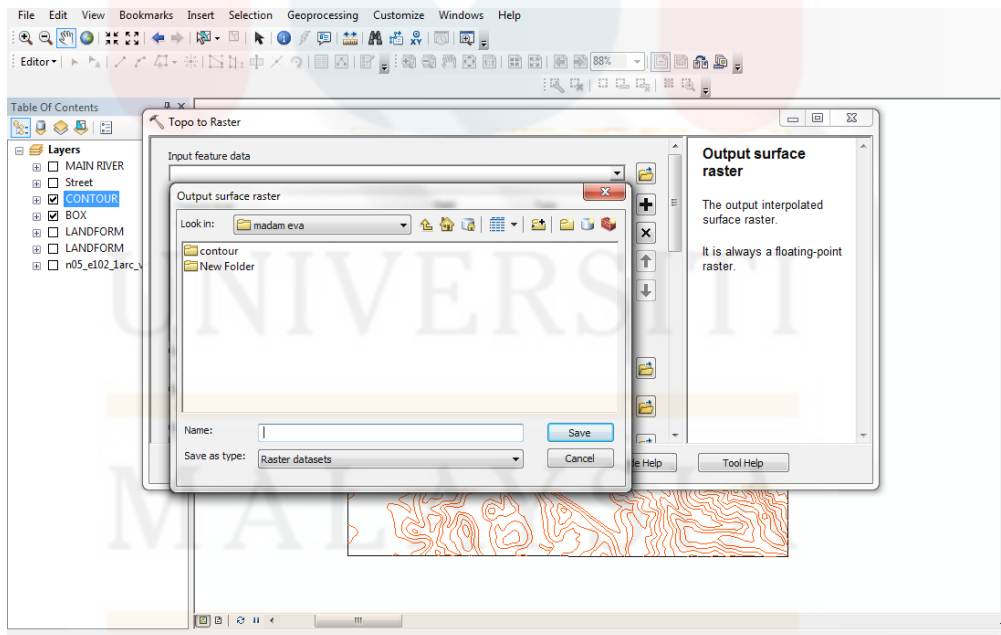 File Edit View Bookmarks Insert Selection Geoprocessing Customize Windows Help
Editor
88%
Table Of Contents
Layers
MAIN RIVER
Street
CONTOUR
BOX
LANDFORM
LANDFORM
n05_e102_1arc_v
Topo to Raster
Input feature data
Output surface raster
Look in: madam eva
contour
New Folder
Name:
Save
Save as type: Raster datasets
Cancel
Output surface raster
The output interpolated surface raster.
It is always a floating-point raster.
de Help
Tool Help
UNIVERSITI
MALAYSIA